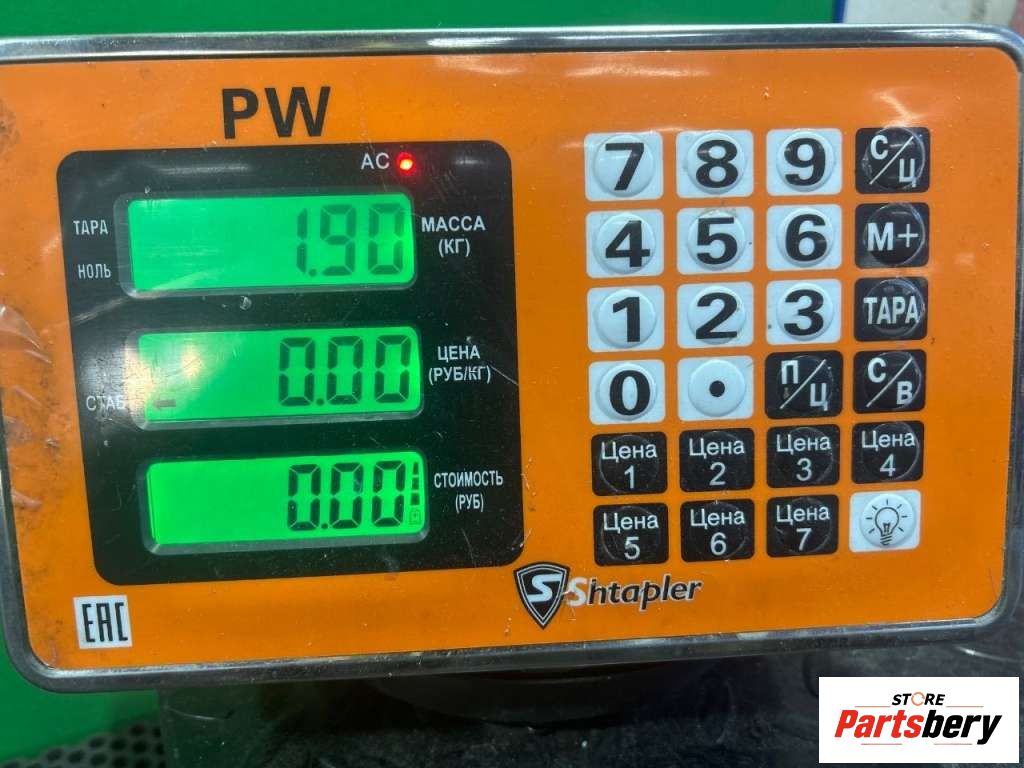 PW
AC
ТАРА
НОЛЬ
1.90
МАССА
(КГ)
СТАБ
0.00
ЦЕНА
(РУБ/КГ)
0.00
СТОИМОСТЬ
(РУБ)
7 8 9 С/Ц
4 5 6 М+
1 2 3 ТАРА
0 . П/Ц С/В
Цена 1
Цена 2
Цена 3
Цена 4
Цена 5
Цена 6
Цена 7
S Shtapler
EAC
STORE
Partsbery